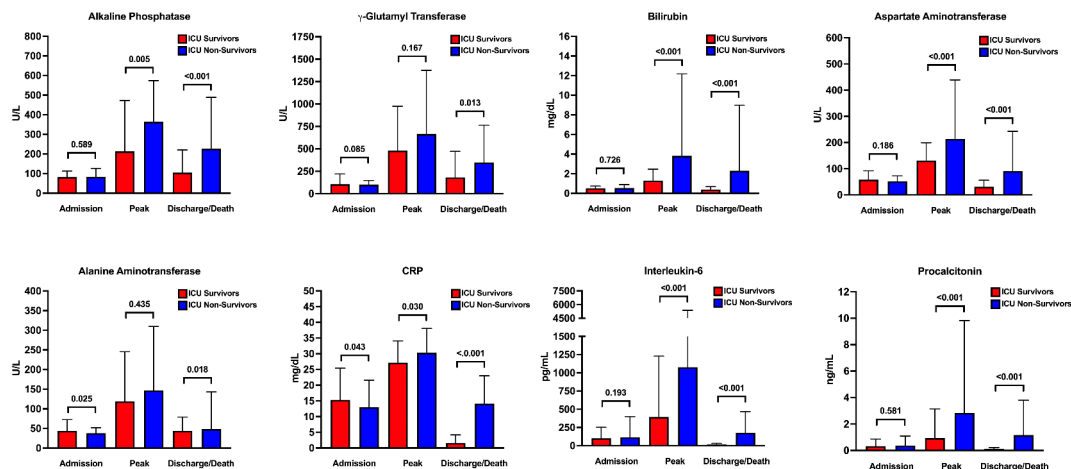 Alkaline Phosphatase
ICU Survivors
ICU Non-Survivors
U/L
800
700
600
500
400
300
200
100
0
0.589
0.005
<0.001
Admission
Peak
Discharge/Death
γ-Glutamyl Transferase
ICU Survivors
ICU Non-Survivors
U/L
1750
1500
1250
1000
750
500
250
0
0.085
0.167
0.013
Admission
Peak
Discharge/Death
Bilirubin
ICU Survivors
ICU Non-Survivors
mg/dL
16
14
12
10
8
6
4
2
0
0.726
<0.001
<0.001
Admission
Peak
Discharge/Death
Aspartate Aminotransferase
ICU Survivors
ICU Non-Survivors
U/L
600
500
400
300
200
100
0
0.186
<0.001
<0.001
Admission
Peak
Discharge/Death
Alanine Aminotransferase
ICU Survivors
ICU Non-Survivors
U/L
400
350
300
250
200
150
100
50
0
0.025
0.435
0.018
Admission
Peak
Discharge/Death
CRP
ICU Survivors
ICU Non-Survivors
mg/dL
50
45
40
35
30
25
20
15
10
5
0
0.043
0.030
<0.001
Admission
Peak
Discharge/Death
Interleukin-6
ICU Survivors
ICU Non-Survivors
pg/mL
7500
6250
5000
1500
1250
1000
750
500
250
0
0.193
<0.001
<0.001
Admission
Peak
Discharge/Death
Procalcitonin
ICU Survivors
ICU Non-Survivors
ng/mL
12
10
8
6
4
2
0
0.581
<0.001
<0.001
Admission
Peak
Discharge/Death